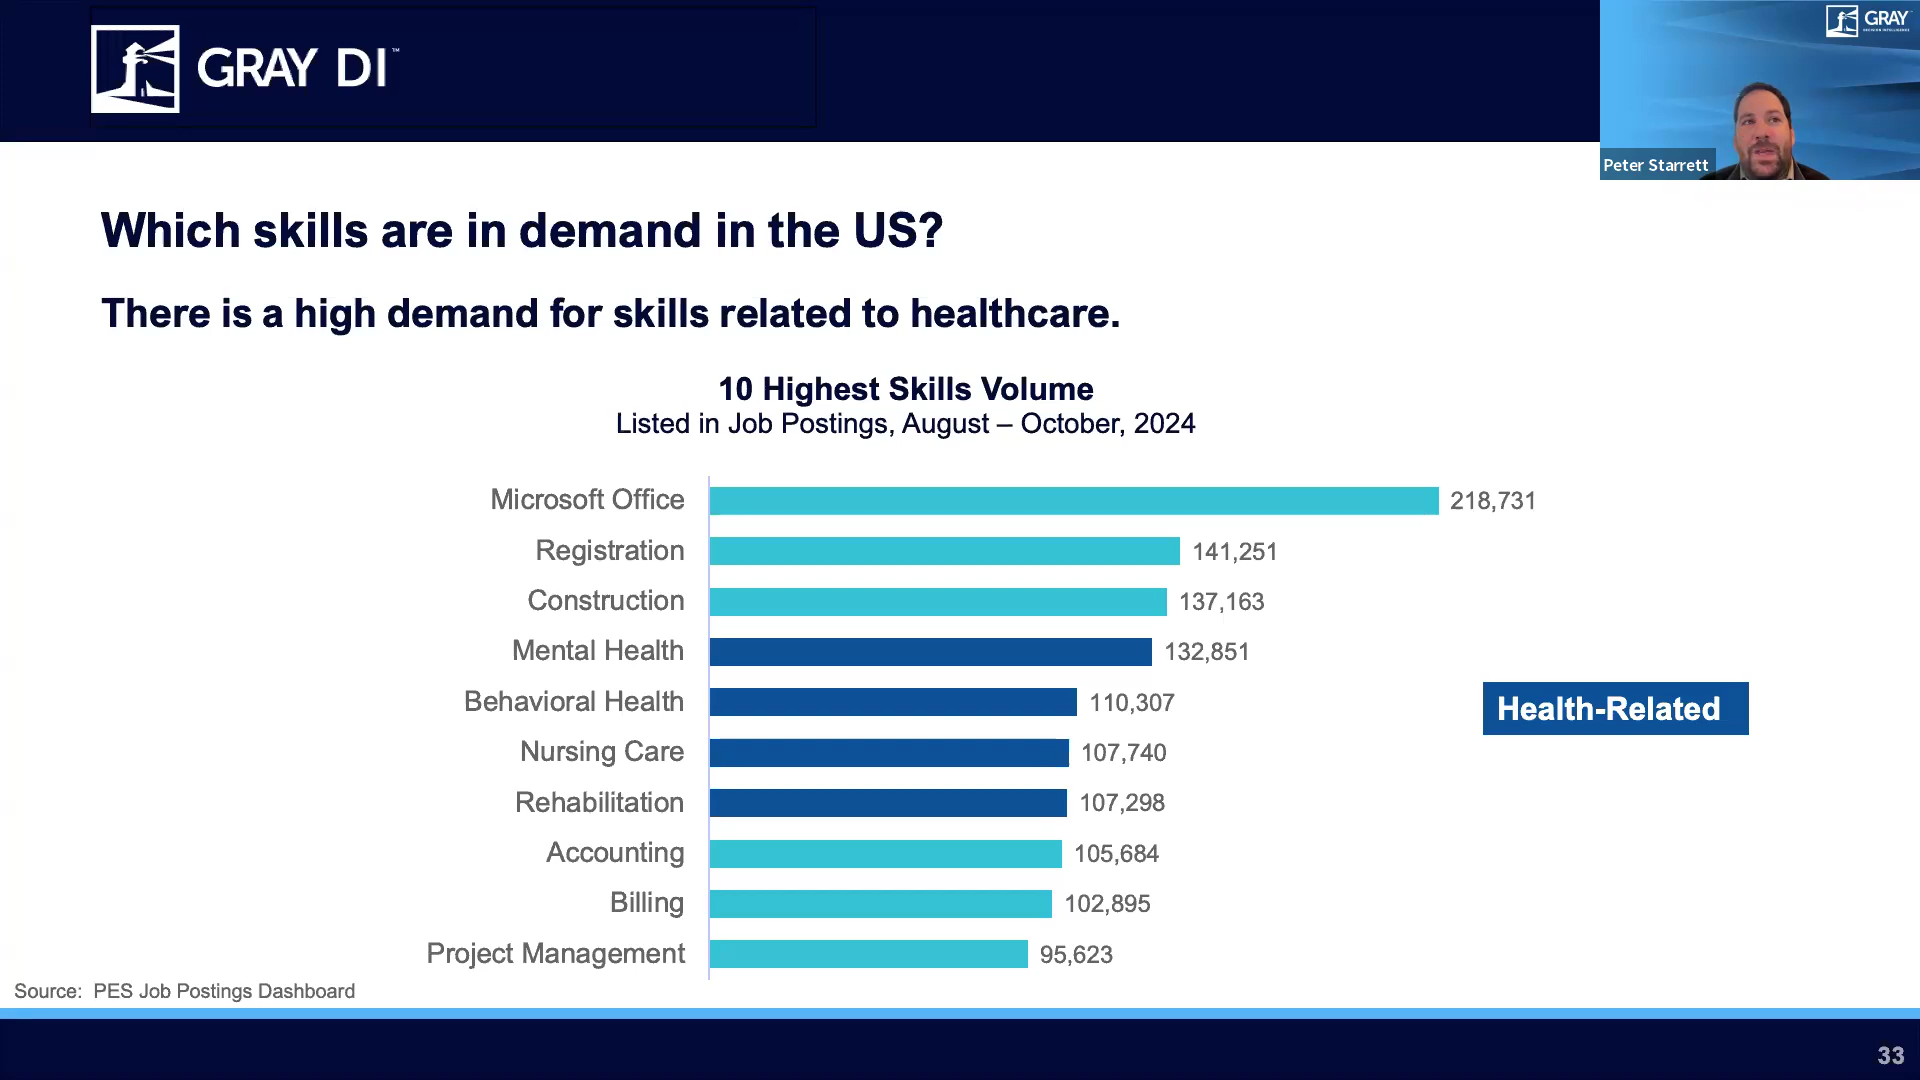 GRAY DI™
GRAY
Peter Starrett
Which skills are in demand in the US?
There is a high demand for skills related to healthcare.
10 Highest Skills Volume
Listed in Job Postings, August – October, 2024
Microsoft Office 218,731
Registration 141,251
Construction 137,163
Mental Health 132,851
Behavioral Health 110,307
Nursing Care 107,740
Rehabilitation 107,298
Accounting 105,684
Billing 102,895
Project Management 95,623
Health-Related
Source: PES Job Postings Dashboard
33